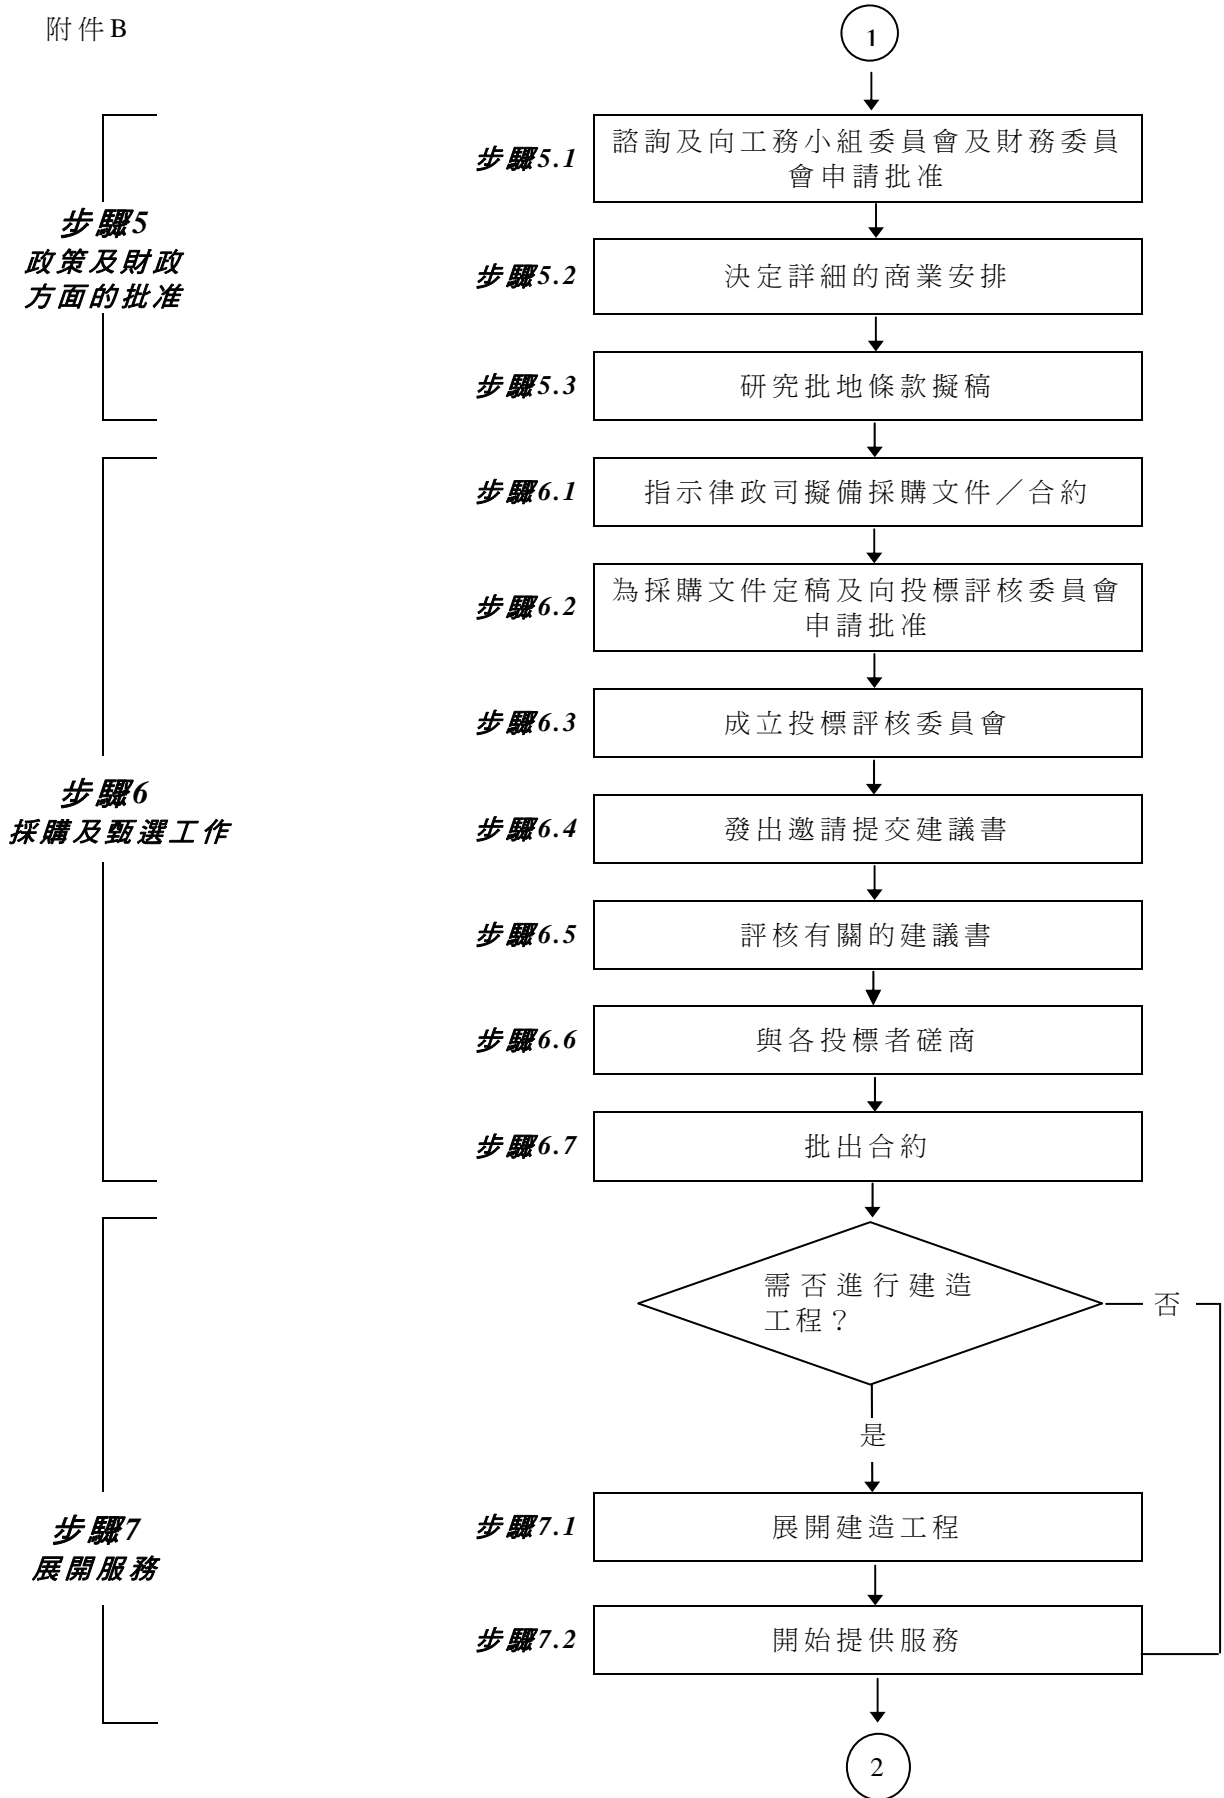 附件B
1
步驟5.1
諮詢及向工務小組委員會及財務委員
會申請批准
步驟5
政策及財政
方面的批准
步驟5.2
決定詳細的商業安排
步驟5.3
研究批地條款擬稿
步驟6.1
指示律政司擬備採購文件／合約
步驟6.2
為採購文件定稿及向投標評核委員會
申請批准
步驟6.3
成立投標評核委員會
步驟6
採購及甄選工作
步驟6.4
發出邀請提交建議書
步驟6.5
評核有關的建議書
步驟6.6
與各投標者磋商
步驟6.7
批出合約
需否進行建造
工程？
否
是
步驟7
展開服務
步驟7.1
展開建造工程
步驟7.2
開始提供服務
2